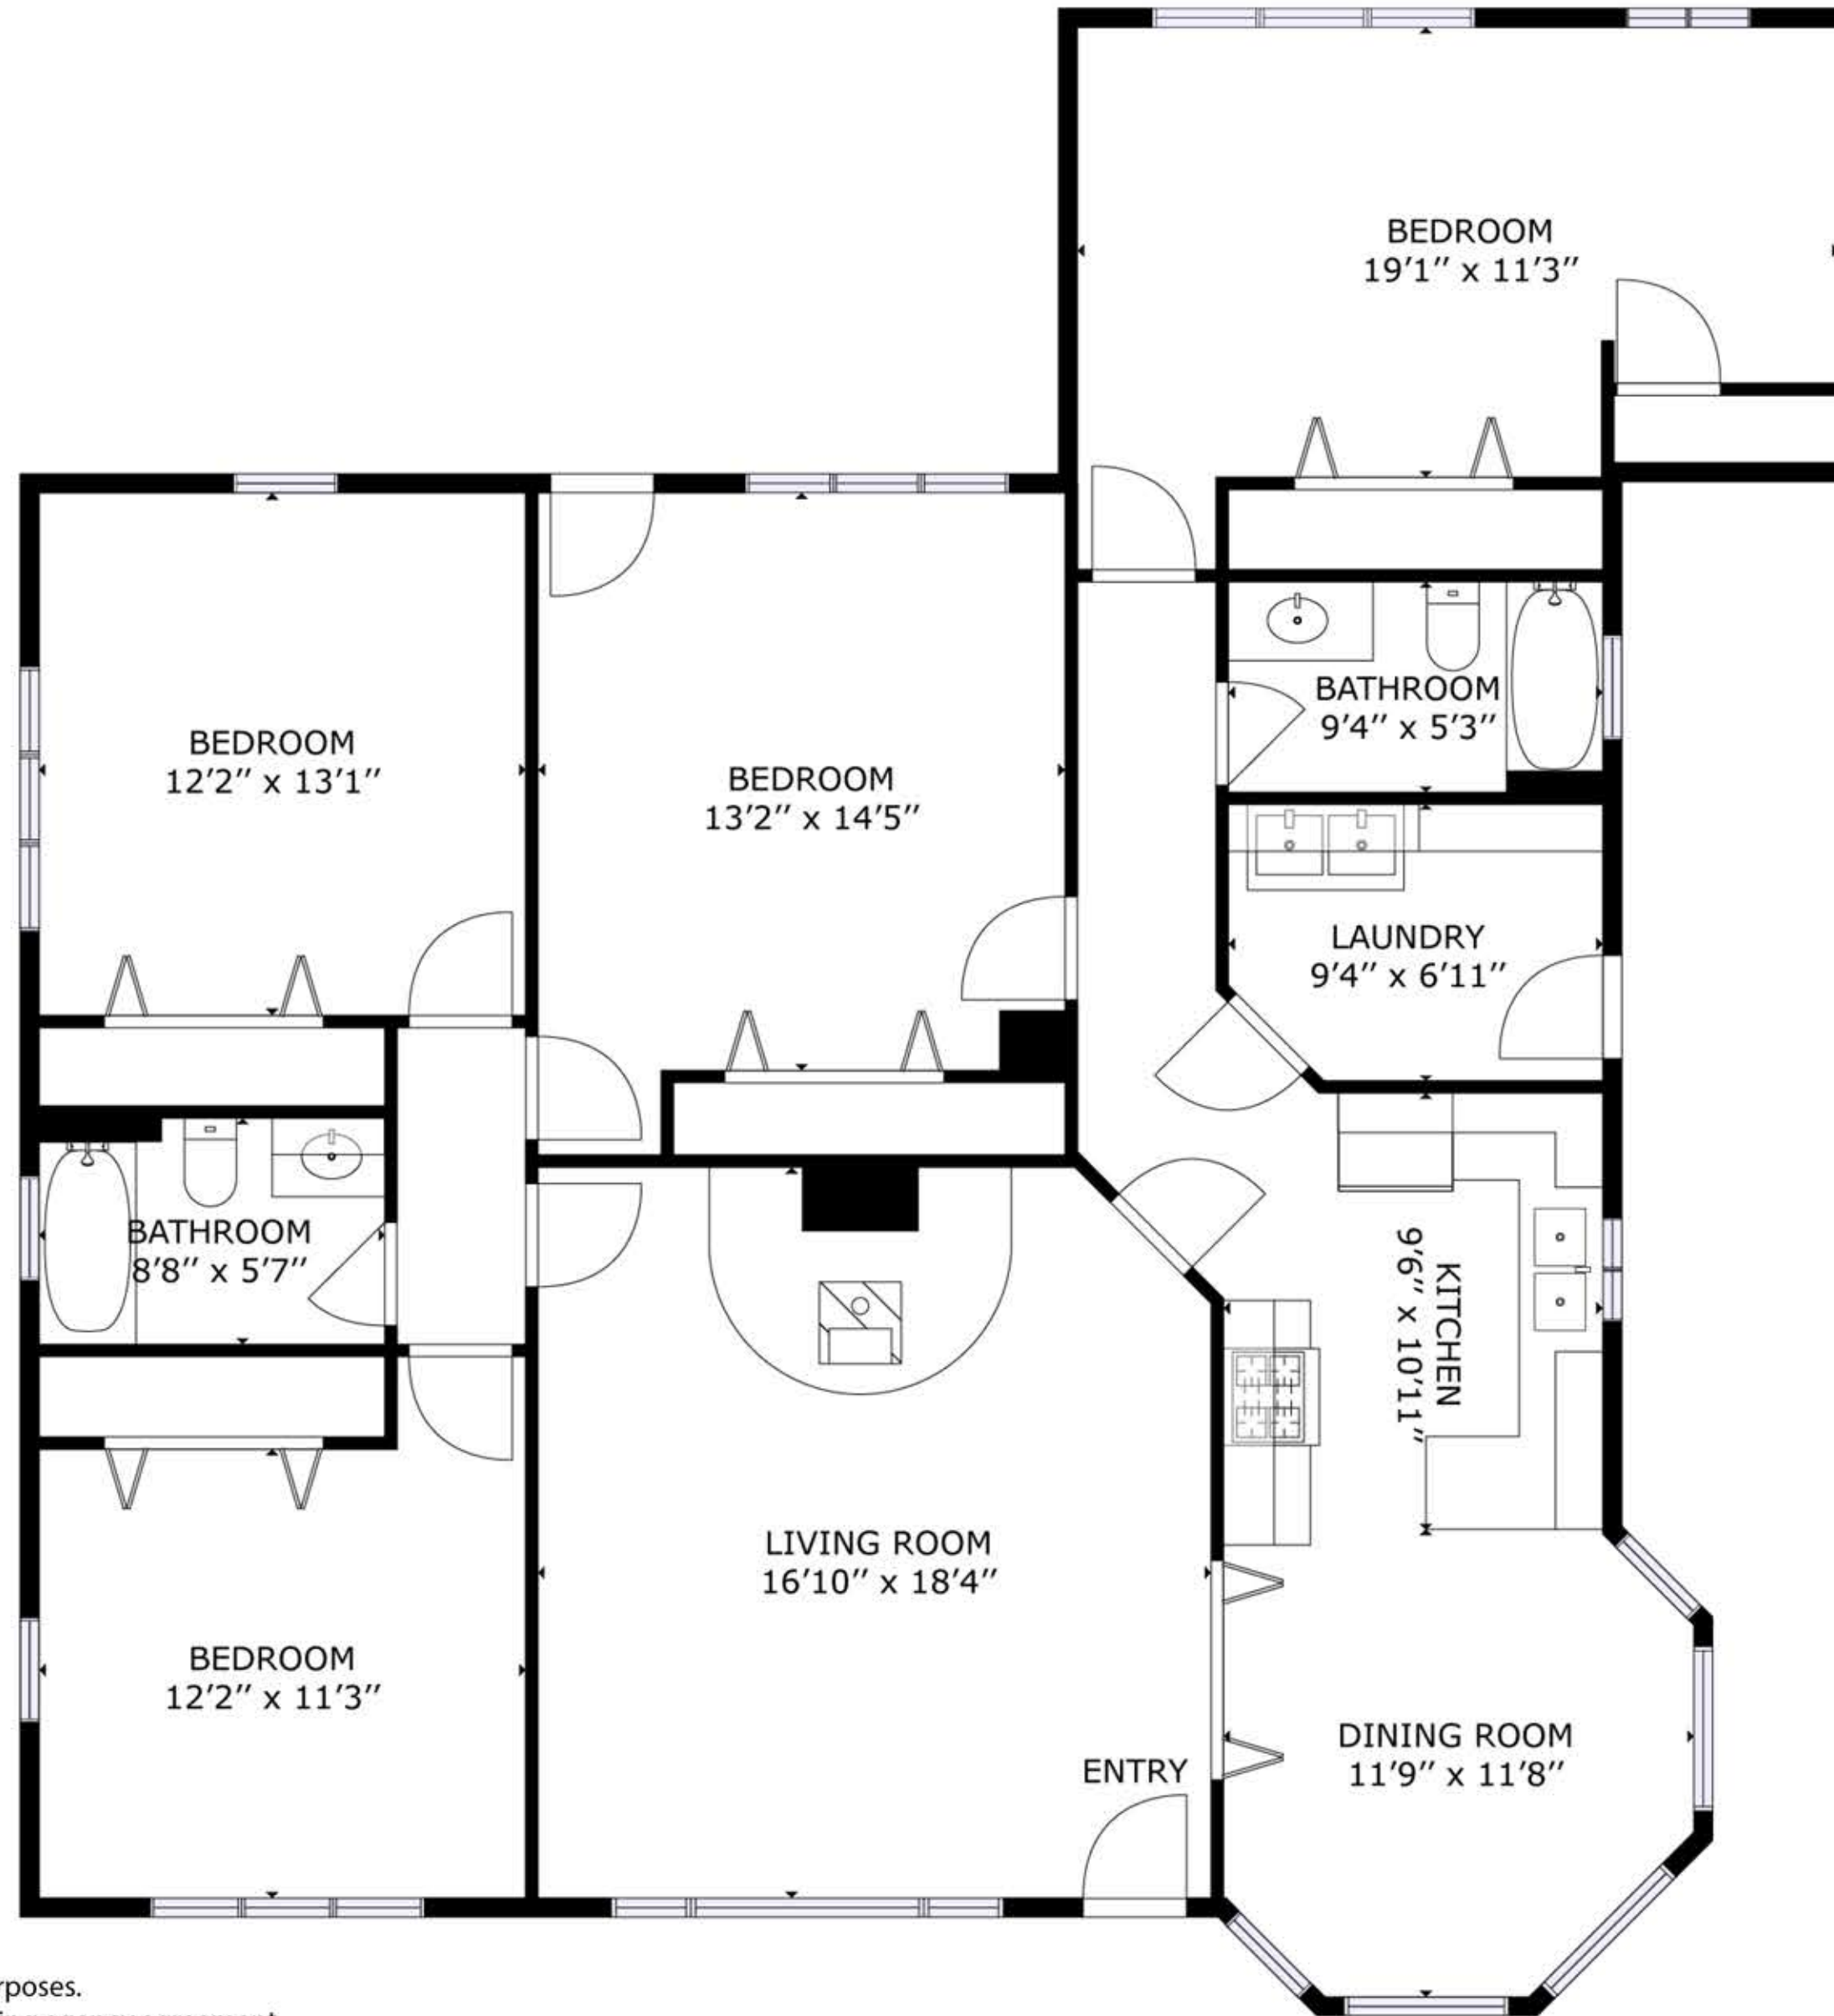 BEDROOM
19'1" x 11'3"
BATHROOM
9'4" x 5'3"
BEDROOM
12'2" x 13'1"
BEDROOM
13'2" x 14'5"
LAUNDRY
9'4" x 6'11"
BATHROOM
8'8" x 5'7"
KITCHEN
9'6" x 10'11"
LIVING ROOM
16'10" x 18'4"
BEDROOM
12'2" x 11'3"
DINING ROOM
11'9" x 11'8"
ENTRY
rposes.